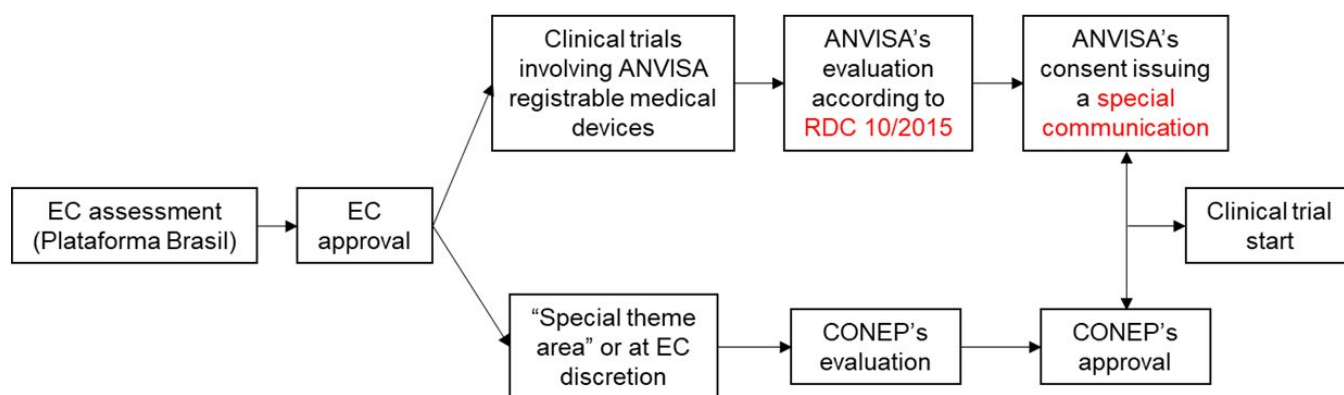 Clinical trials
involving ANVISA
registrable medical
devices
ANVISA’s
evaluation
according to
RDC 10/2015
ANVISA’s
consent issuing
a special
communication
EC assessment
(Plataforma Brasil)
EC
approval
Clinical trial
start
“Special theme
area” or at EC
discretion
CONEP’s
evaluation
CONEP’s
approval